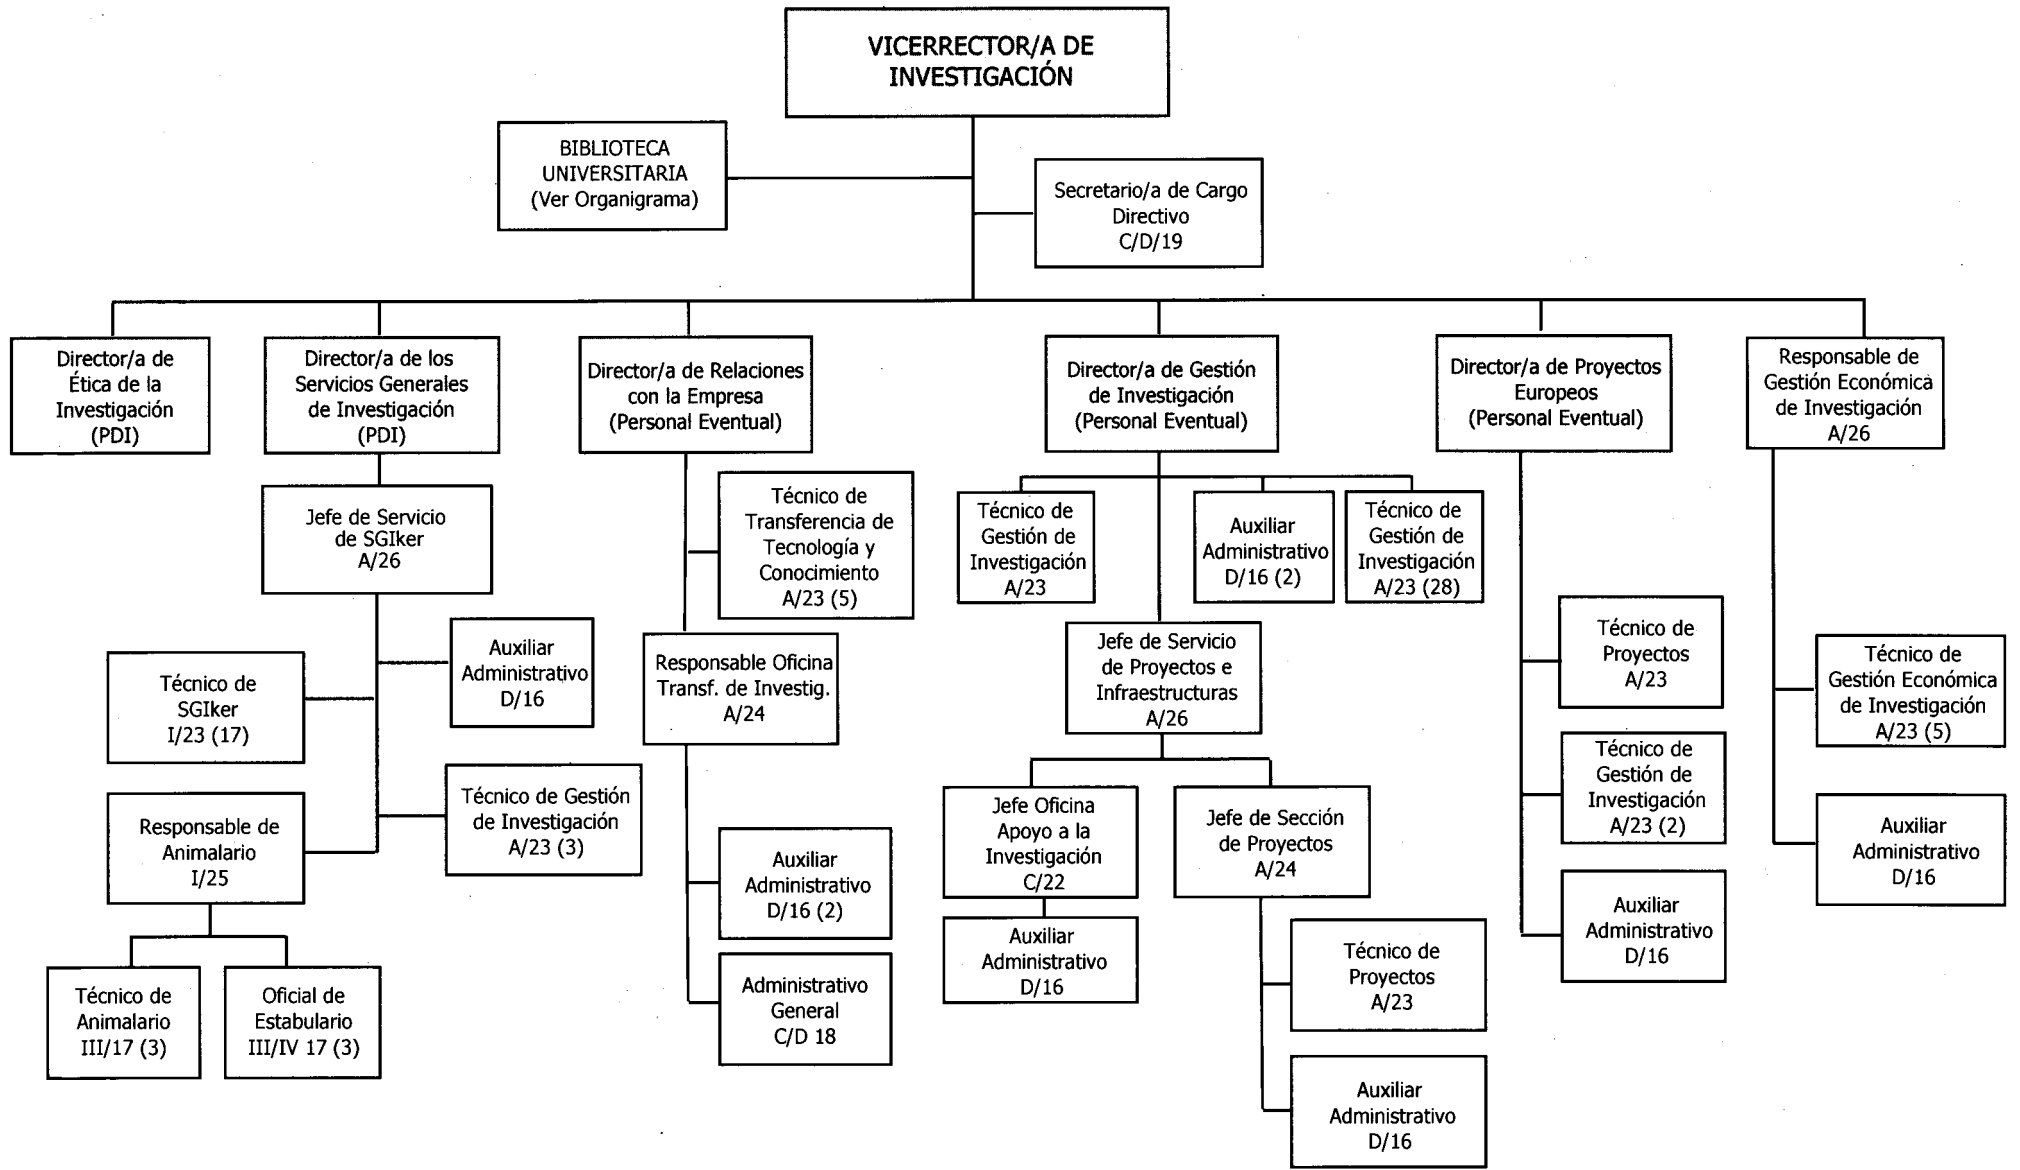 VICERRECTOR/A DE
INVESTIGACIÓN
BIBLIOTECA
UNIVERSITARIA
(Ver Organigrama)
Secretario/a de Cargo
Directivo
C/D/19
Director/a de
Ética de la
Investigación
(PDI)
Director/a de los
Servicios Generales
de Investigación
(PDI)
Director/a de Relaciones
con la Empresa
(Personal Eventual)
Director/a de Gestión
de Investigación
(Personal Eventual)
Director/a de Proyectos
Europeos
(Personal Eventual)
Responsable de
Gestión Económica
de Investigación
A/26
Jefe de Servicio
de SGIker
A/26
Técnico de
SGIker
I/23 (17)
Auxiliar
Administrativo
D/16
Responsable de
Animalario
I/25
Técnico de Gestión
de Investigación
A/23 (3)
Técnico de
Animalario
III/17 (3)
Oficial de
Estabulario
III/IV 17 (3)
Técnico de
Transferencia de
Tecnología y
Conocimiento
A/23 (5)
Responsable Oficina
Transf. de Investig.
A/24
Auxiliar
Administrativo
D/16 (2)
Administrativo
General
C/D 18
Técnico de
Gestión de
Investigación
A/23
Auxiliar
Administrativo
D/16 (2)
Técnico de
Gestión de
Investigación
A/23 (28)
Jefe de Servicio
de Proyectos e
Infraestructuras
A/26
Jefe Oficina
Apoyo a la
Investigación
C/22
Auxiliar
Administrativo
D/16
Jefe de Sección
de Proyectos
A/24
Técnico de
Proyectos
A/23
Auxiliar
Administrativo
D/16
Técnico de
Proyectos
A/23
Técnico de
Gestión de
Investigación
A/23 (2)
Auxiliar
Administrativo
D/16
Técnico de
Gestión Económica
de Investigación
A/23 (5)
Auxiliar
Administrativo
D/16